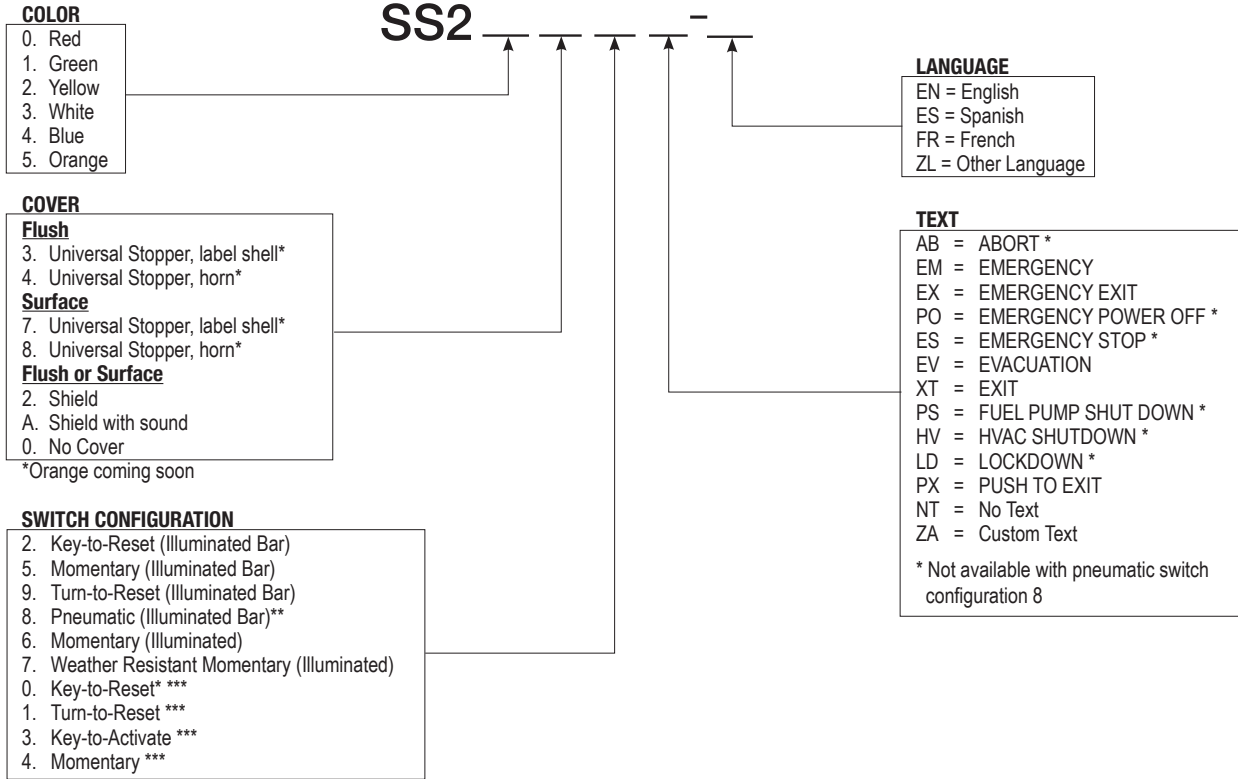 SS2 __ __ __ __ - __
COLOR
0. Red
1. Green
2. Yellow
3. White
4. Blue
5. Orange
COVER
Flush
3. Universal Stopper, label shell*
4. Universal Stopper, horn*
Surface
7. Universal Stopper, label shell*
8. Universal Stopper, horn*
Flush or Surface
2. Shield
A. Shield with sound
0. No Cover
*Orange coming soon
SWITCH CONFIGURATION
2. Key-to-Reset (Illuminated Bar)
5. Momentary (Illuminated Bar)
9. Turn-to-Reset (Illuminated Bar)
8. Pneumatic (Illuminated Bar)**
6. Momentary (Illuminated)
7. Weather Resistant Momentary (Illuminated)
0. Key-to-Reset* ***
1. Turn-to-Reset ***
3. Key-to-Activate ***
4. Momentary ***
LANGUAGE
EN = English
ES = Spanish
FR = French
ZL = Other Language
TEXT
AB = ABORT *
EM = EMERGENCY
EX = EMERGENCY EXIT
PO = EMERGENCY POWER OFF *
ES = EMERGENCY STOP *
EV = EVACUATION
XT = EXIT
PS = FUEL PUMP SHUT DOWN *
HV = HVAC SHUTDOWN *
LD = LOCKDOWN *
PX = PUSH TO EXIT
NT = No Text
ZA = Custom Text
* Not available with pneumatic switch
configuration 8